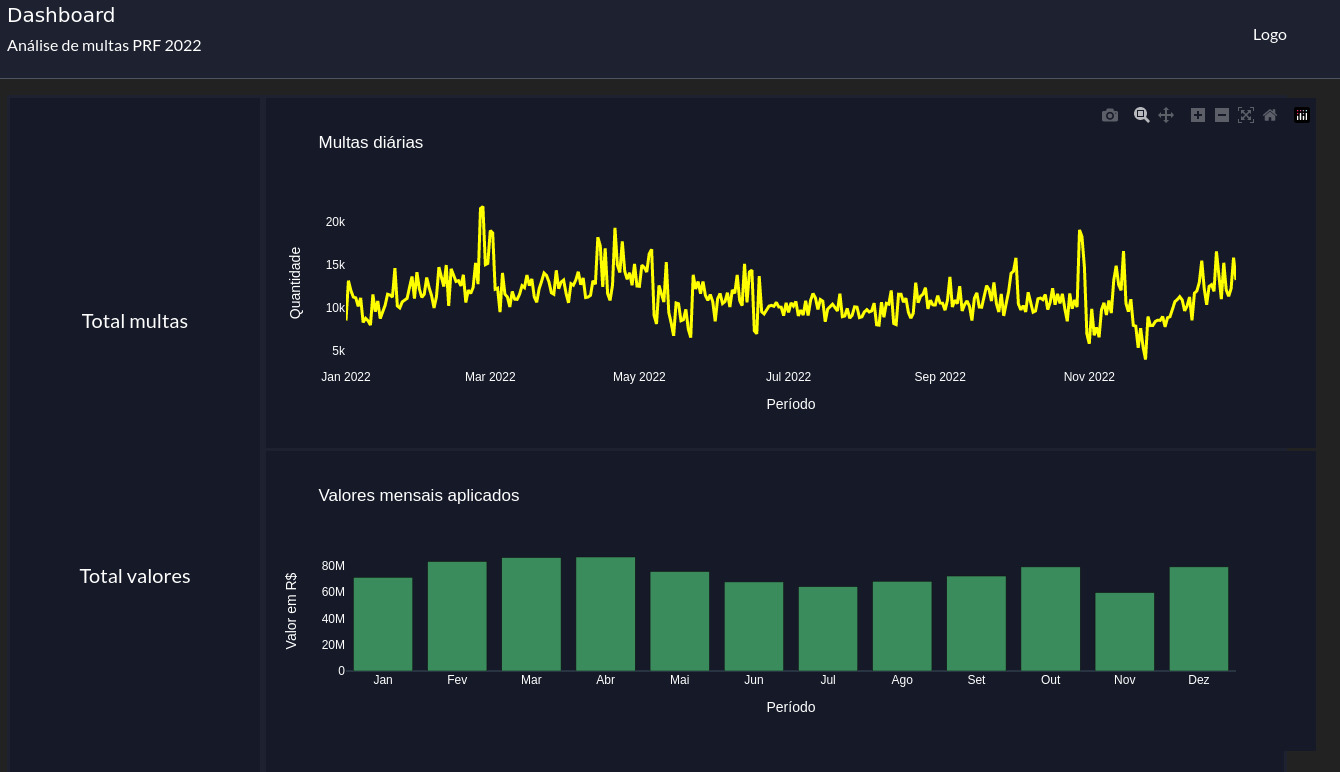 Dashboard
Análise de multas PRF 2022
Logo
Total multas
Total valores
Multas diárias
Quantidade
20k
15k
10k
5k
Jan 2022 Mar 2022 May 2022 Jul 2022 Sep 2022 Nov 2022
Período
Valores mensais aplicados
Valor em R$
80M
60M
40M
20M
0
Jan Fev Mar Abr Mai Jun Jul Ago Set Out Nov Dez
Período